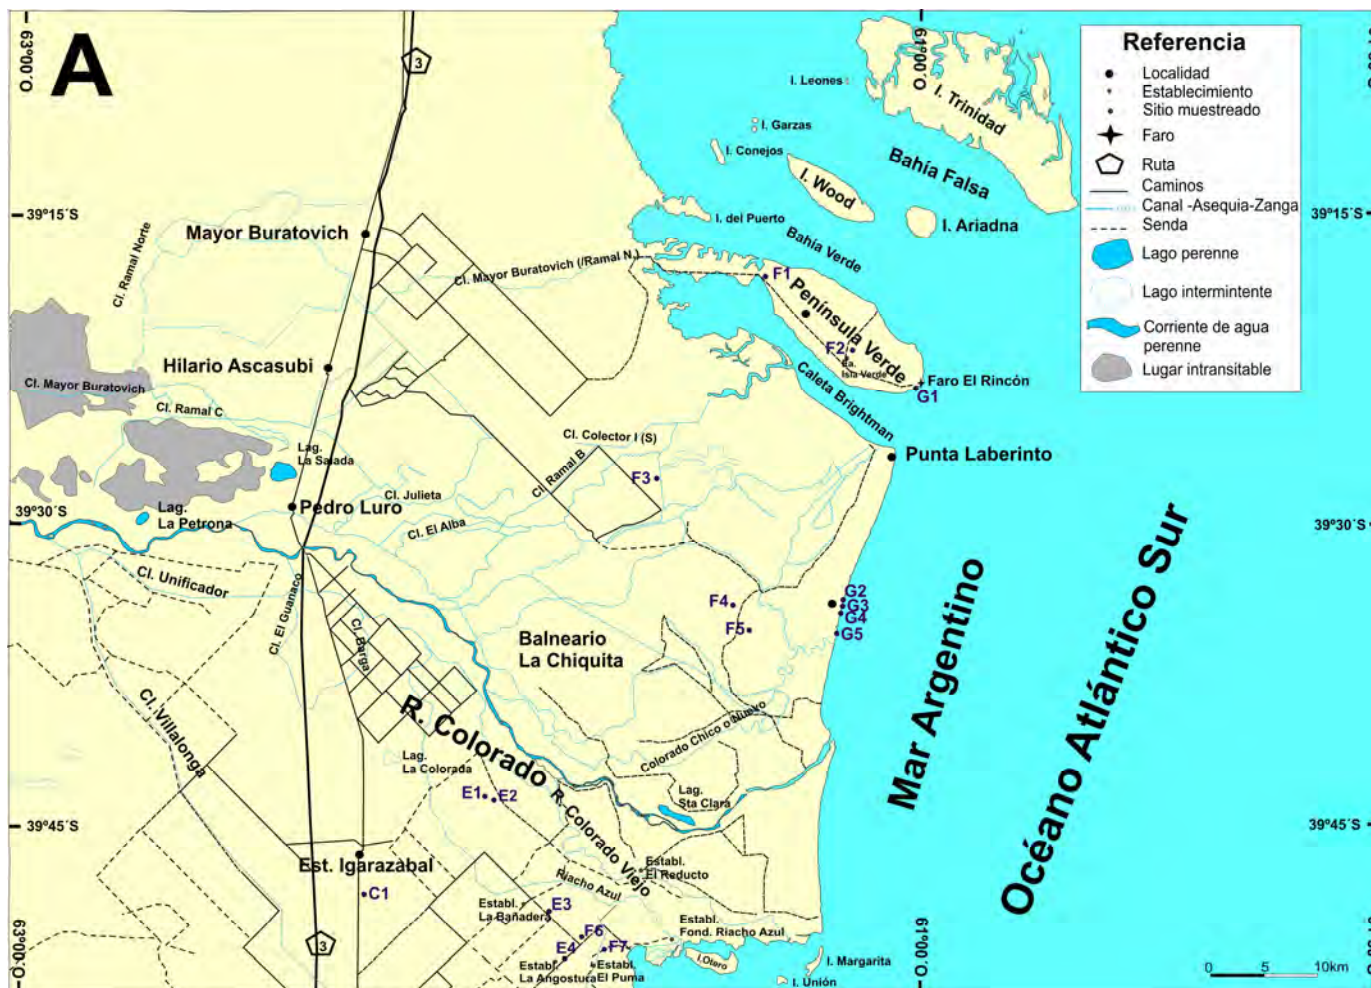 A
63º00´O
3
61º00´O
Referencia
Localidad
Establecimiento
Sitio muestreado
Faro
Ruta
Caminos
Canal -Asequia-Zanga
Senda
Lago perenne
Lago intermintente
Corriente de agua
perenne
Lugar intransitable
I. Leones
I. Trinidad
I. Garzas
I. Conejos
Bahía Falsa
I. Wood
39º15´S
I. del Puerto
I. Ariadna
39º15´S
Mayor Buratovich
Bahía Verde
Cl. Ramal Norte
Cl. Mayor Buratovich (/Ramal N.)
F1
Península Verde
F2
Ea.
Isla Verde
Hilario Ascasubi
Faro El Rincón
G1
Caleta Brightman
Cl. Mayor Buratovich
Cl. Ramal C
Cl. Colector I (S)
Punta Laberinto
Lag.
La Salada
Cl. Ramal B
F3
Cl. Julieta
Pedro Luro
Lag.
La Petrona
39º30´S
Cl. El Alba
39º30´S
Cl. Unificador
Cl. El Guanaco
G2
G3
G4
G5
F4
F5
Cl. Barga
Balneario
La Chiquita
Mar Argentino
Océano Atlántico Sur
Cl. Villalonga
R. Colorado
Colorado Chico o Nuevo
Lag.
La Colorada
E1
E2
R. Colorado Viejo
Lag.
Sta Clara
39º45´S
39º45´S
Est. Igarazábal
C1
Establ.
El Reducto
Riacho Azul
Establ.
La Bañadera
E3
F6
Establ.
Fond. Riacho Azul
F7
E4
Establ.
La Angostura
Establ.
El Puma
I.Otero
I. Margarita
I. Unión
63º00´O
3
61º00´O
0 5 10km